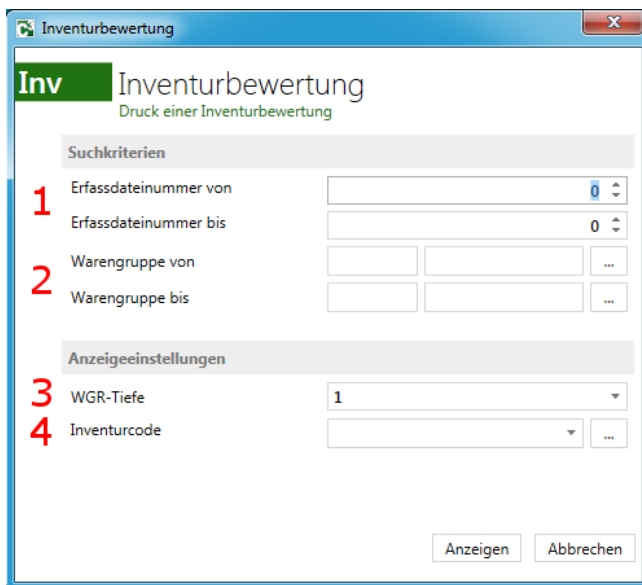 Inventurbewertung
Inv Inventurbewertung
Druck einer Inventurbewertung
Suchkriterien
1 Erfassdateinummer von 0
Erfassdateinummer bis 0
2 Warengruppe von ...
Warengruppe bis ...
Anzeigeeinstellungen
3 WGR-Tiefe 1
4 Inventurcode ...
Anzeigen Abbrechen